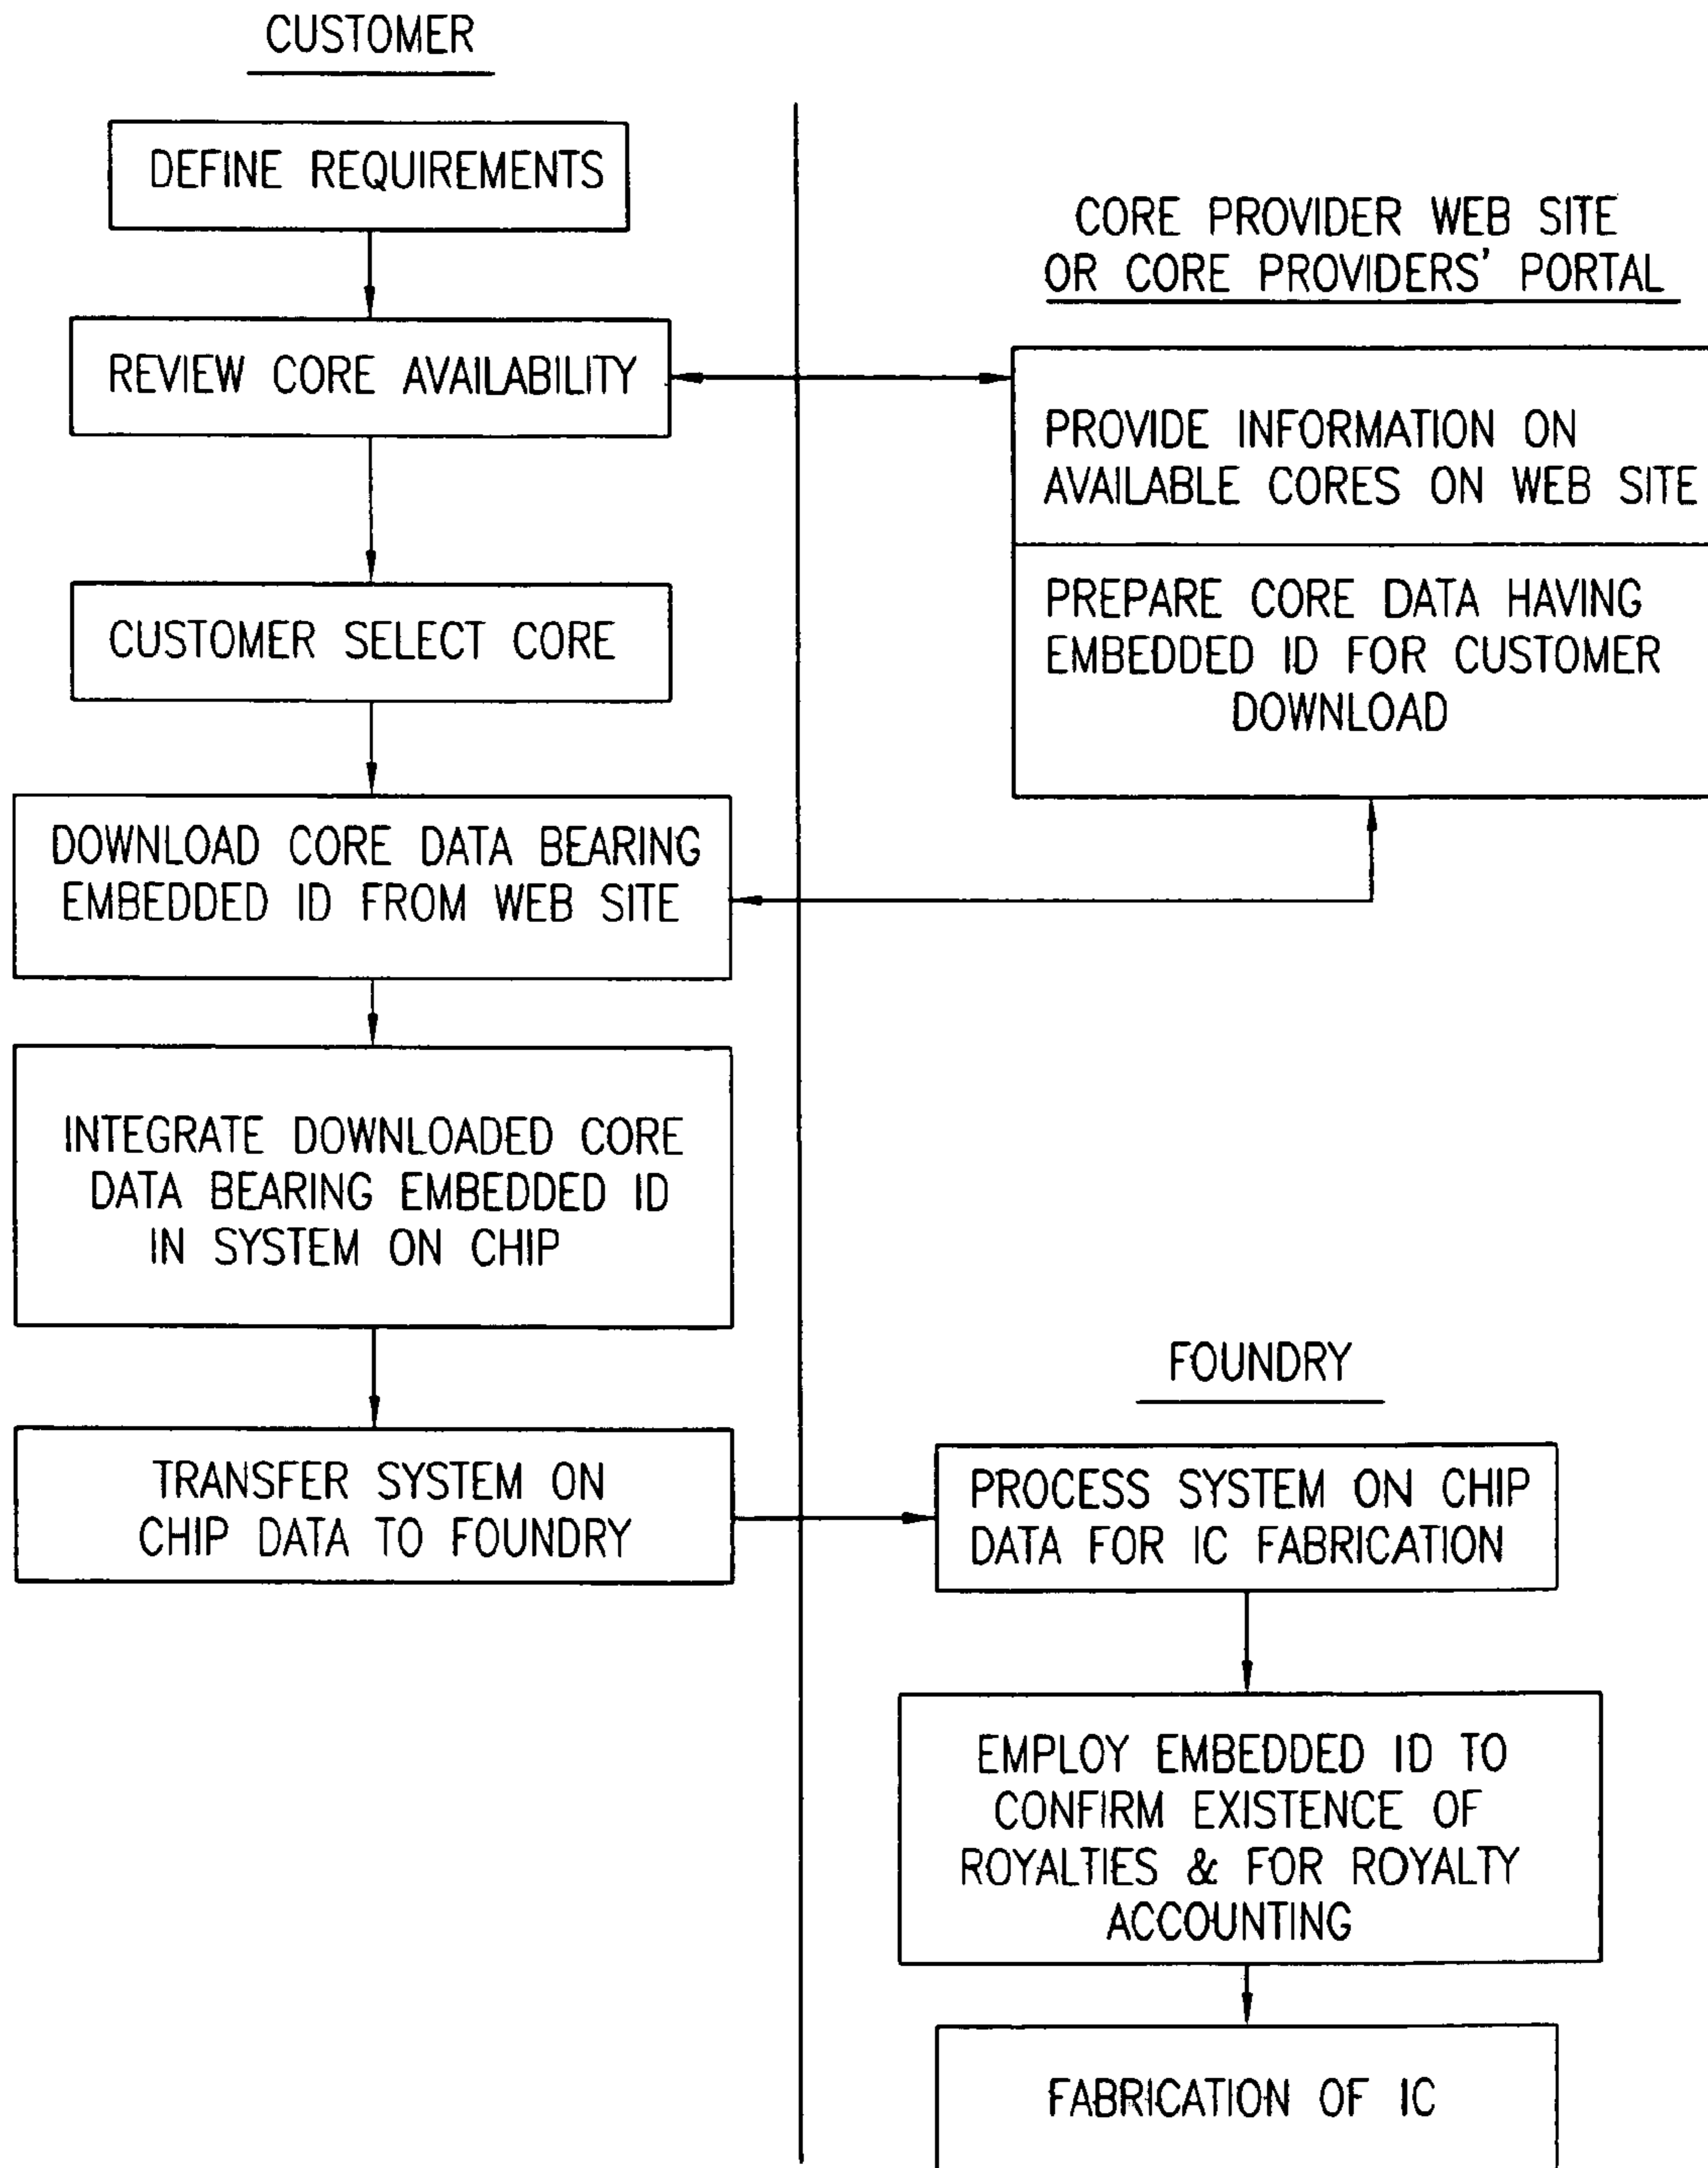 CUSTOMER
DEFINE REQUIREMENTS
REVIEW CORE AVAILABILITY
CUSTOMER SELECT CORE
DOWNLOAD CORE DATA BEARING
EMBEDDED ID FROM WEB SITE
INTEGRATE DOWNLOADED CORE
DATA BEARING EMBEDDED ID
IN SYSTEM ON CHIP
TRANSFER SYSTEM ON
CHIP DATA TO FOUNDRY
CORE PROVIDER WEB SITE
OR CORE PROVIDERS' PORTAL
PROVIDE INFORMATION ON
AVAILABLE CORES ON WEB SITE
PREPARE CORE DATA HAVING
EMBEDDED ID FOR CUSTOMER
DOWNLOAD
FOUNDRY
PROCESS SYSTEM ON CHIP
DATA FOR IC FABRICATION
EMPLOY EMBEDDED ID TO
CONFIRM EXISTENCE OF
ROYALTIES & FOR ROYALTY
ACCOUNTING
FABRICATION OF IC